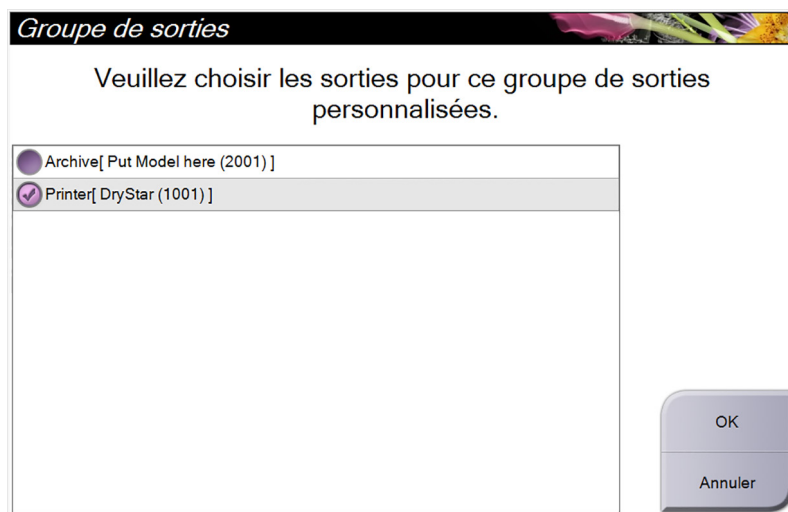 Groupe de sorties
Veuillez choisir les sorties pour ce groupe de sorties
personnalisées.
Archive[ Put Model here (2001) ]
Printer[ DryStar (1001) ]
OK
Annuler